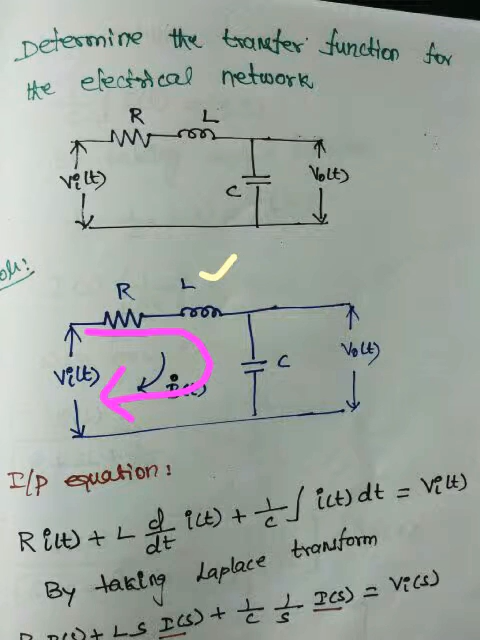 Determine the transfer function for
the electrical network
R L
Vi(t) C Vo(t)
R L
Vi(t) i(t) C Vo(t)
I/P equation:
R i(t) + L d/dt i(t) + 1/C ∫ i(t) dt = Vi(t)
By taking Laplace transform
R I(s) + LS I(s) + 1/C 1/S I(s) = Vi(s)